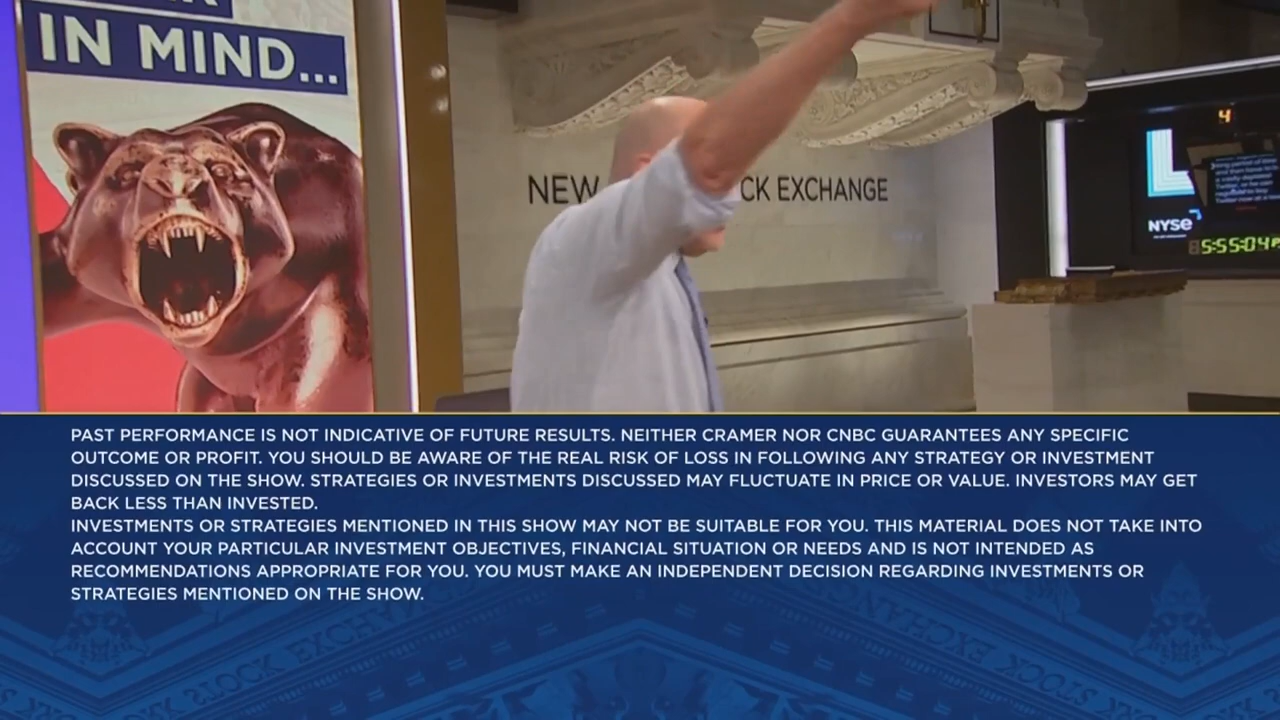 IN MIND...
NEW
CK EXCHANGE
4
NYSE
5:55:04
PAST PERFORMANCE IS NOT INDICATIVE OF FUTURE RESULTS. NEITHER CRAMER NOR CNBC GUARANTEES ANY SPECIFIC
OUTCOME OR PROFIT. YOU SHOULD BE AWARE OF THE REAL RISK OF LOSS IN FOLLOWING ANY STRATEGY OR INVESTMENT
DISCUSSED ON THE SHOW. STRATEGIES OR INVESTMENTS DISCUSSED MAY FLUCTUATE IN PRICE OR VALUE. INVESTORS MAY GET
BACK LESS THAN INVESTED.
INVESTMENTS OR STRATEGIES MENTIONED IN THIS SHOW MAY NOT BE SUITABLE FOR YOU. THIS MATERIAL DOES NOT TAKE INTO
ACCOUNT YOUR PARTICULAR INVESTMENT OBJECTIVES, FINANCIAL SITUATION OR NEEDS AND IS NOT INTENDED AS
RECOMMENDATIONS APPROPRIATE FOR YOU. YOU MUST MAKE AN INDEPENDENT DECISION REGARDING INVESTMENTS OR
STRATEGIES MENTIONED ON THE SHOW.
STOCK EXCHANGE